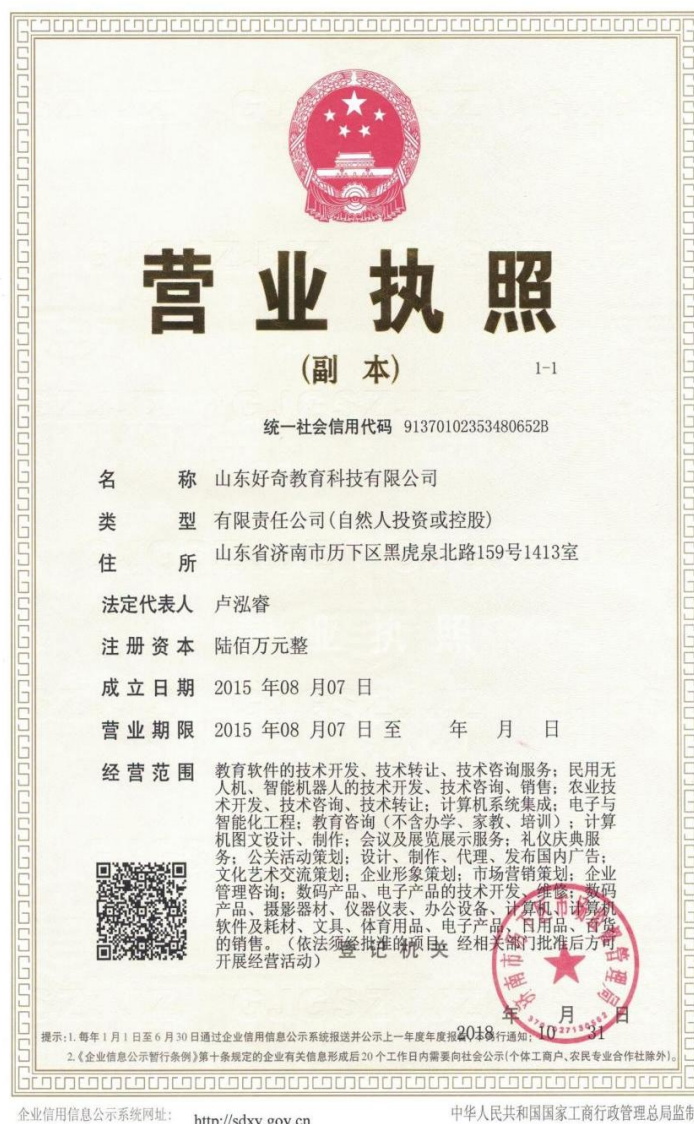 营业执照
(副 本)
1-1
统一社会信用代码 91370102353480652B
名 称 山东好奇教育科技有限公司
类 型 有限责任公司(自然人投资或控股)
住 所 山东省济南市历下区黑虎泉北路159号1413室
法定代表人 卢泓睿
注册资本 陆佰万元整
成立日期 2015 年08 月07 日
营业期限 2015 年08 月07 日 至 年 月 日
经营范围 教育软件的技术开发、技术转让、技术咨询服务；民用无
人机、智能机器人的技术开发、技术咨询、销售；农业技
术开发、技术咨询、技术转让；计算机系统集成；电子与
智能化工程；教育咨询（不含办学、家教、培训）；计算
机图文设计、制作；会议及展览展示服务；礼仪庆典服
务；公关活动策划；设计、制作、代理、发布国内广告；
文化艺术交流策划；企业形象策划；市场营销策划；企业
管理咨询；数码产品、电子产品的技术开发、维修；数码
产品、摄影器材、仪器仪表、办公设备、计算机、计算机
软件及耗材、文具、体育用品、电子产品、日用品、百货
的销售。（依法须经批准的项目，经相关部门批准后方可
开展经营活动）
登记机关
年 月 日
2018 10 31
提示:1.每年1月1日至6月30日通过企业信用信息公示系统报送并公示上一年度年度报告,不另行通知;
2.《企业信息公示暂行条例》第十条规定的企业有关信息形成后20个工作日内需要向社会公示(个体工商户、农民专业合作社除外)。
企业信用信息公示系统网址: http://sdxy.gov.cn
中华人民共和国国家工商行政管理总局监制